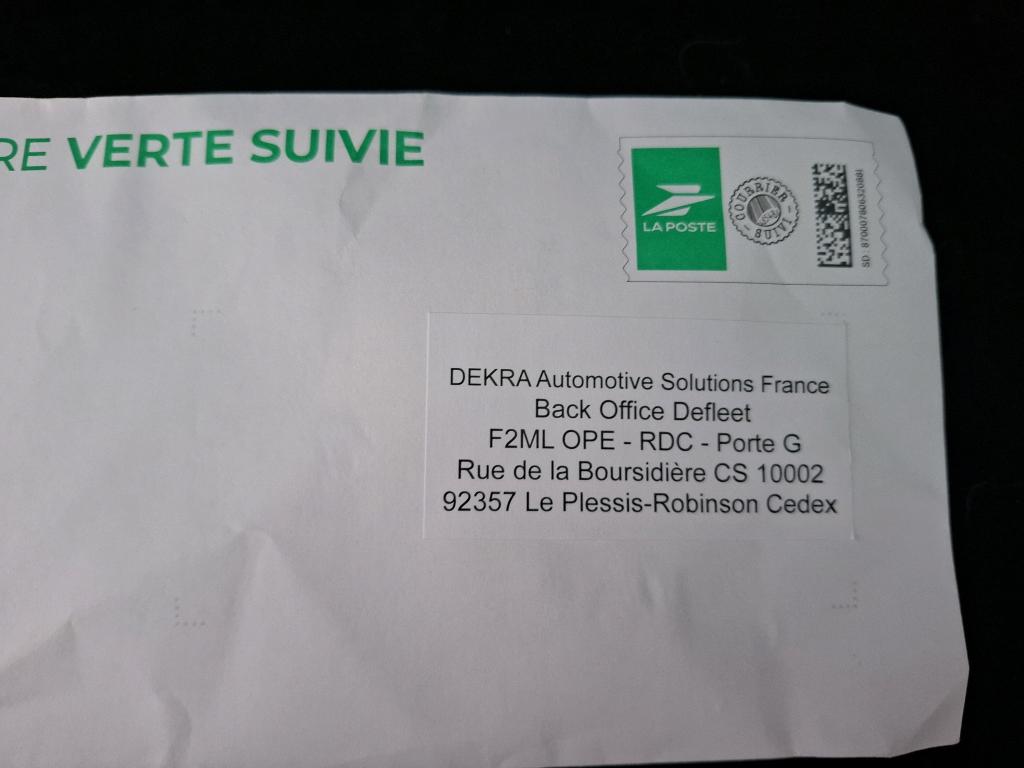 RE VERTE SUIVIE
LA POSTE
COURRIER
SUIVI
DEKRA Automotive Solutions France
Back Office Defleet
F2ML OPE - RDC - Porte G
Rue de la Boursidière CS 10002
92357 Le Plessis-Robinson Cedex